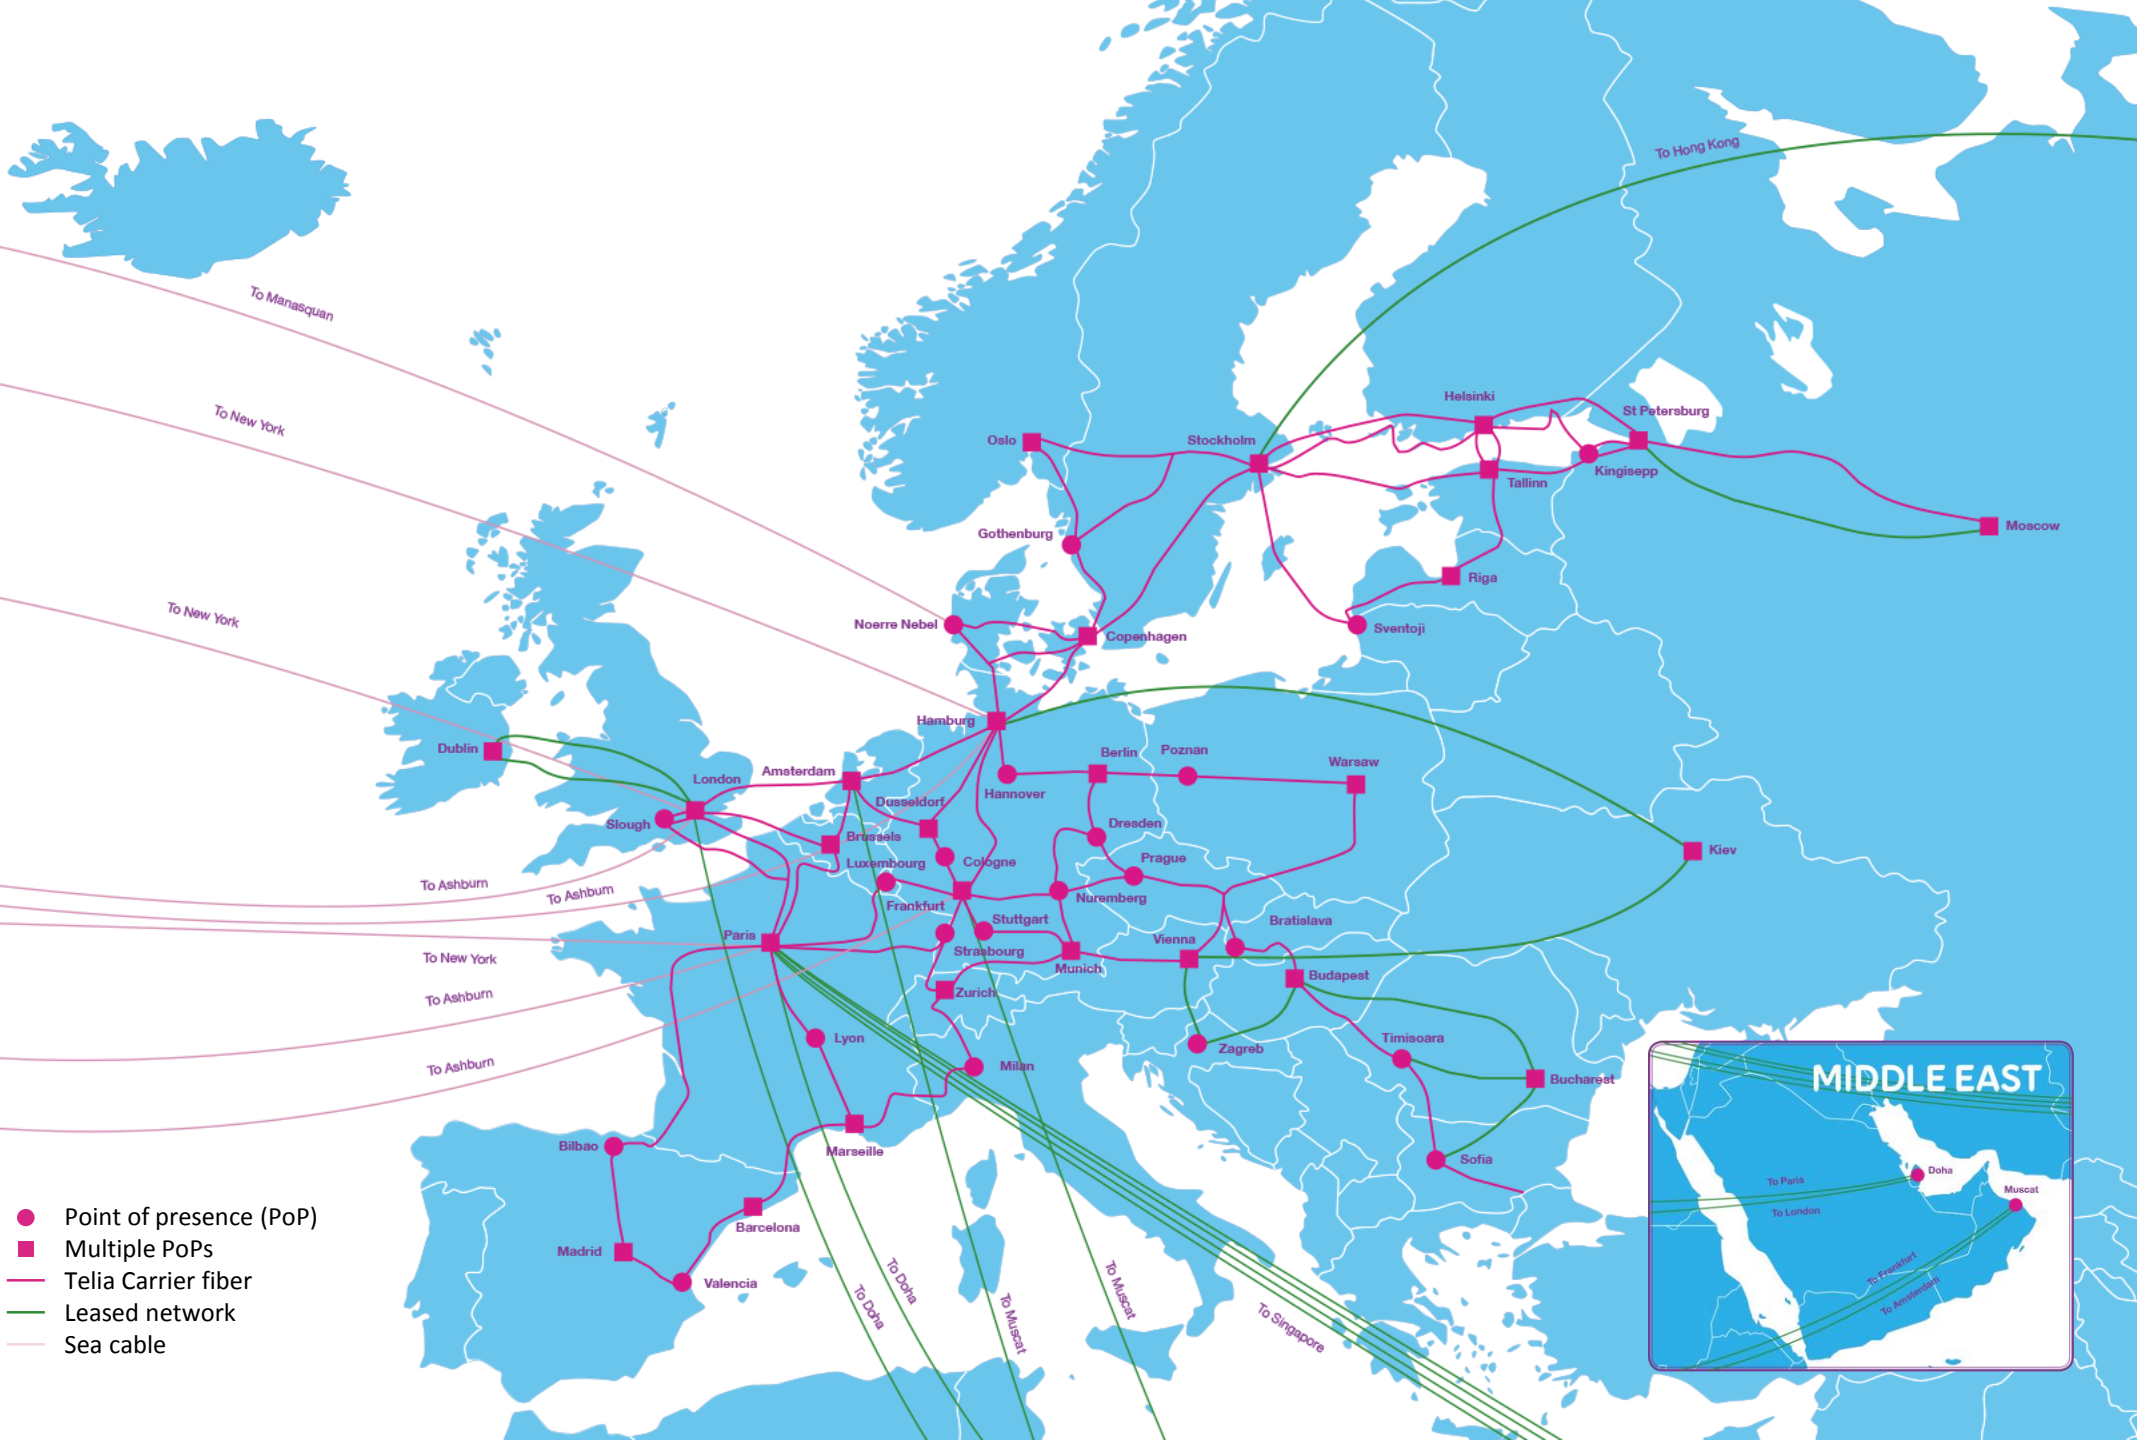 To Hong Kong
To Manasquan
To New York
Helsinki
St Petersburg
Oslo
Stockholm
Kingisepp
Tallinn
Gothenburg
Moscow
Riga
To New York
Noerre Nebel
Copenhagen
Sventoji
Hamburg
Dublin
Berlin
Poznan
Warsaw
London
Amsterdam
Hannover
Dusseldorf
Slough
Brussels
Dresden
Kiev
Luxembourg
Cologne
Prague
To Ashburn
To Ashburn
Frankfurt
Nuremberg
Stuttgart
Bratislava
Paris
Strasbourg
Vienna
To New York
Munich
Budapest
To Ashburn
Zurich
Lyon
Zagreb
Timisoara
To Ashburn
Milan
Bucharest
MIDDLE EAST
Bilbao
Marseille
Sofia
Doha
To Paris
Muscat
To London
Point of presence (PoP)
Barcelona
Multiple PoPs
Madrid
Valencia
Telia Carrier fiber
To Doha
To Doha
To Muscat
To Muscat
To Singapore
To Frankfurt
To Amsterdam
Leased network
Sea cable